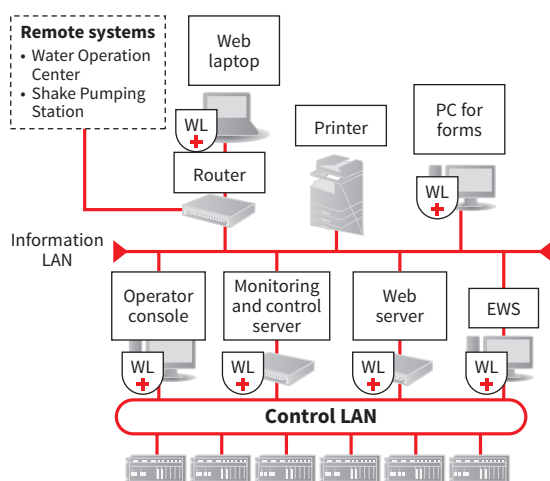 Remote systems
• Water Operation
Center
• Shake Pumping
Station
Web
laptop
WL
Router
Printer
PC for
forms
WL
Information
LAN
Operator
console
WL
Monitoring
and control
server
WL
Web
server
WL
EWS
WL
Control LAN